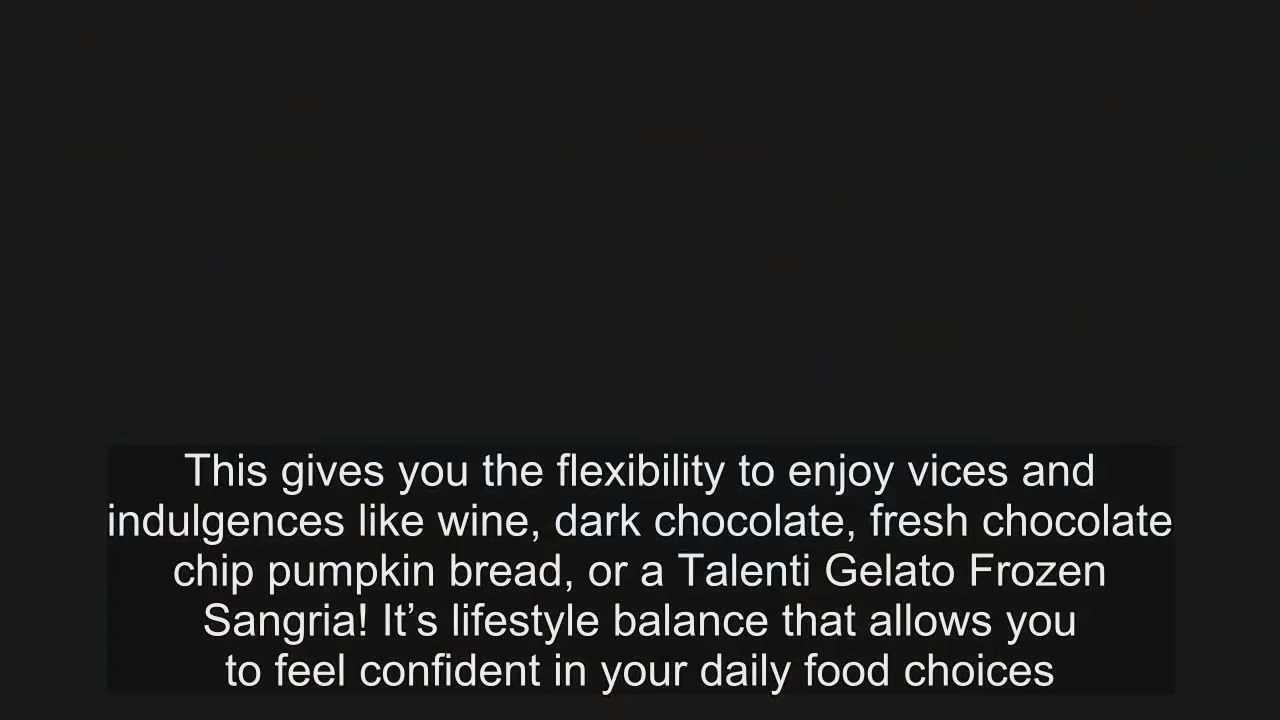 This gives you the flexibility to enjoy vices and
indulgences like wine, dark chocolate, fresh chocolate
chip pumpkin bread, or a Talenti Gelato Frozen
Sangria! It’s lifestyle balance that allows you
to feel confident in your daily food choices